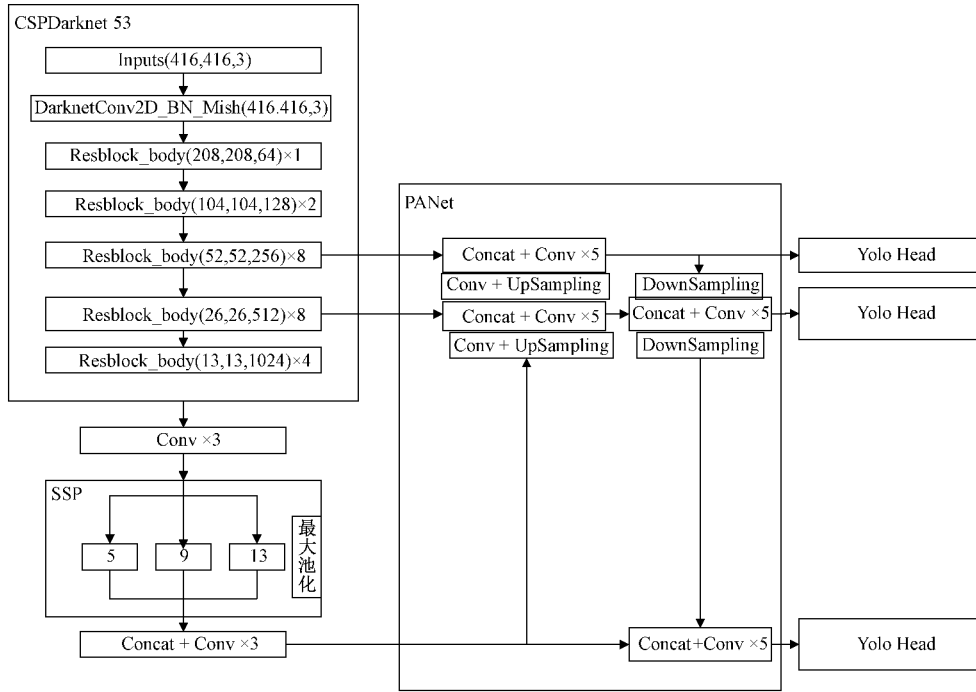 CSPDarknet 53
Inputs(416,416,3)
DarknetConv2D_BN_Mish(416.416,3)
Resblock_body(208,208,64)×1
Resblock_body(104,104,128)×2
Resblock_body(52,52,256)×8
Resblock_body(26,26,512)×8
Resblock_body(13,13,1024)×4
Conv ×3
SSP
5
9
13
最大池化
Concat + Conv ×3
PANet
Concat + Conv ×5
Conv + UpSampling
Concat + Conv ×5
Conv + UpSampling
DownSampling
Concat + Conv ×5
DownSampling
Concat+Conv ×5
Yolo Head
Yolo Head
Yolo Head